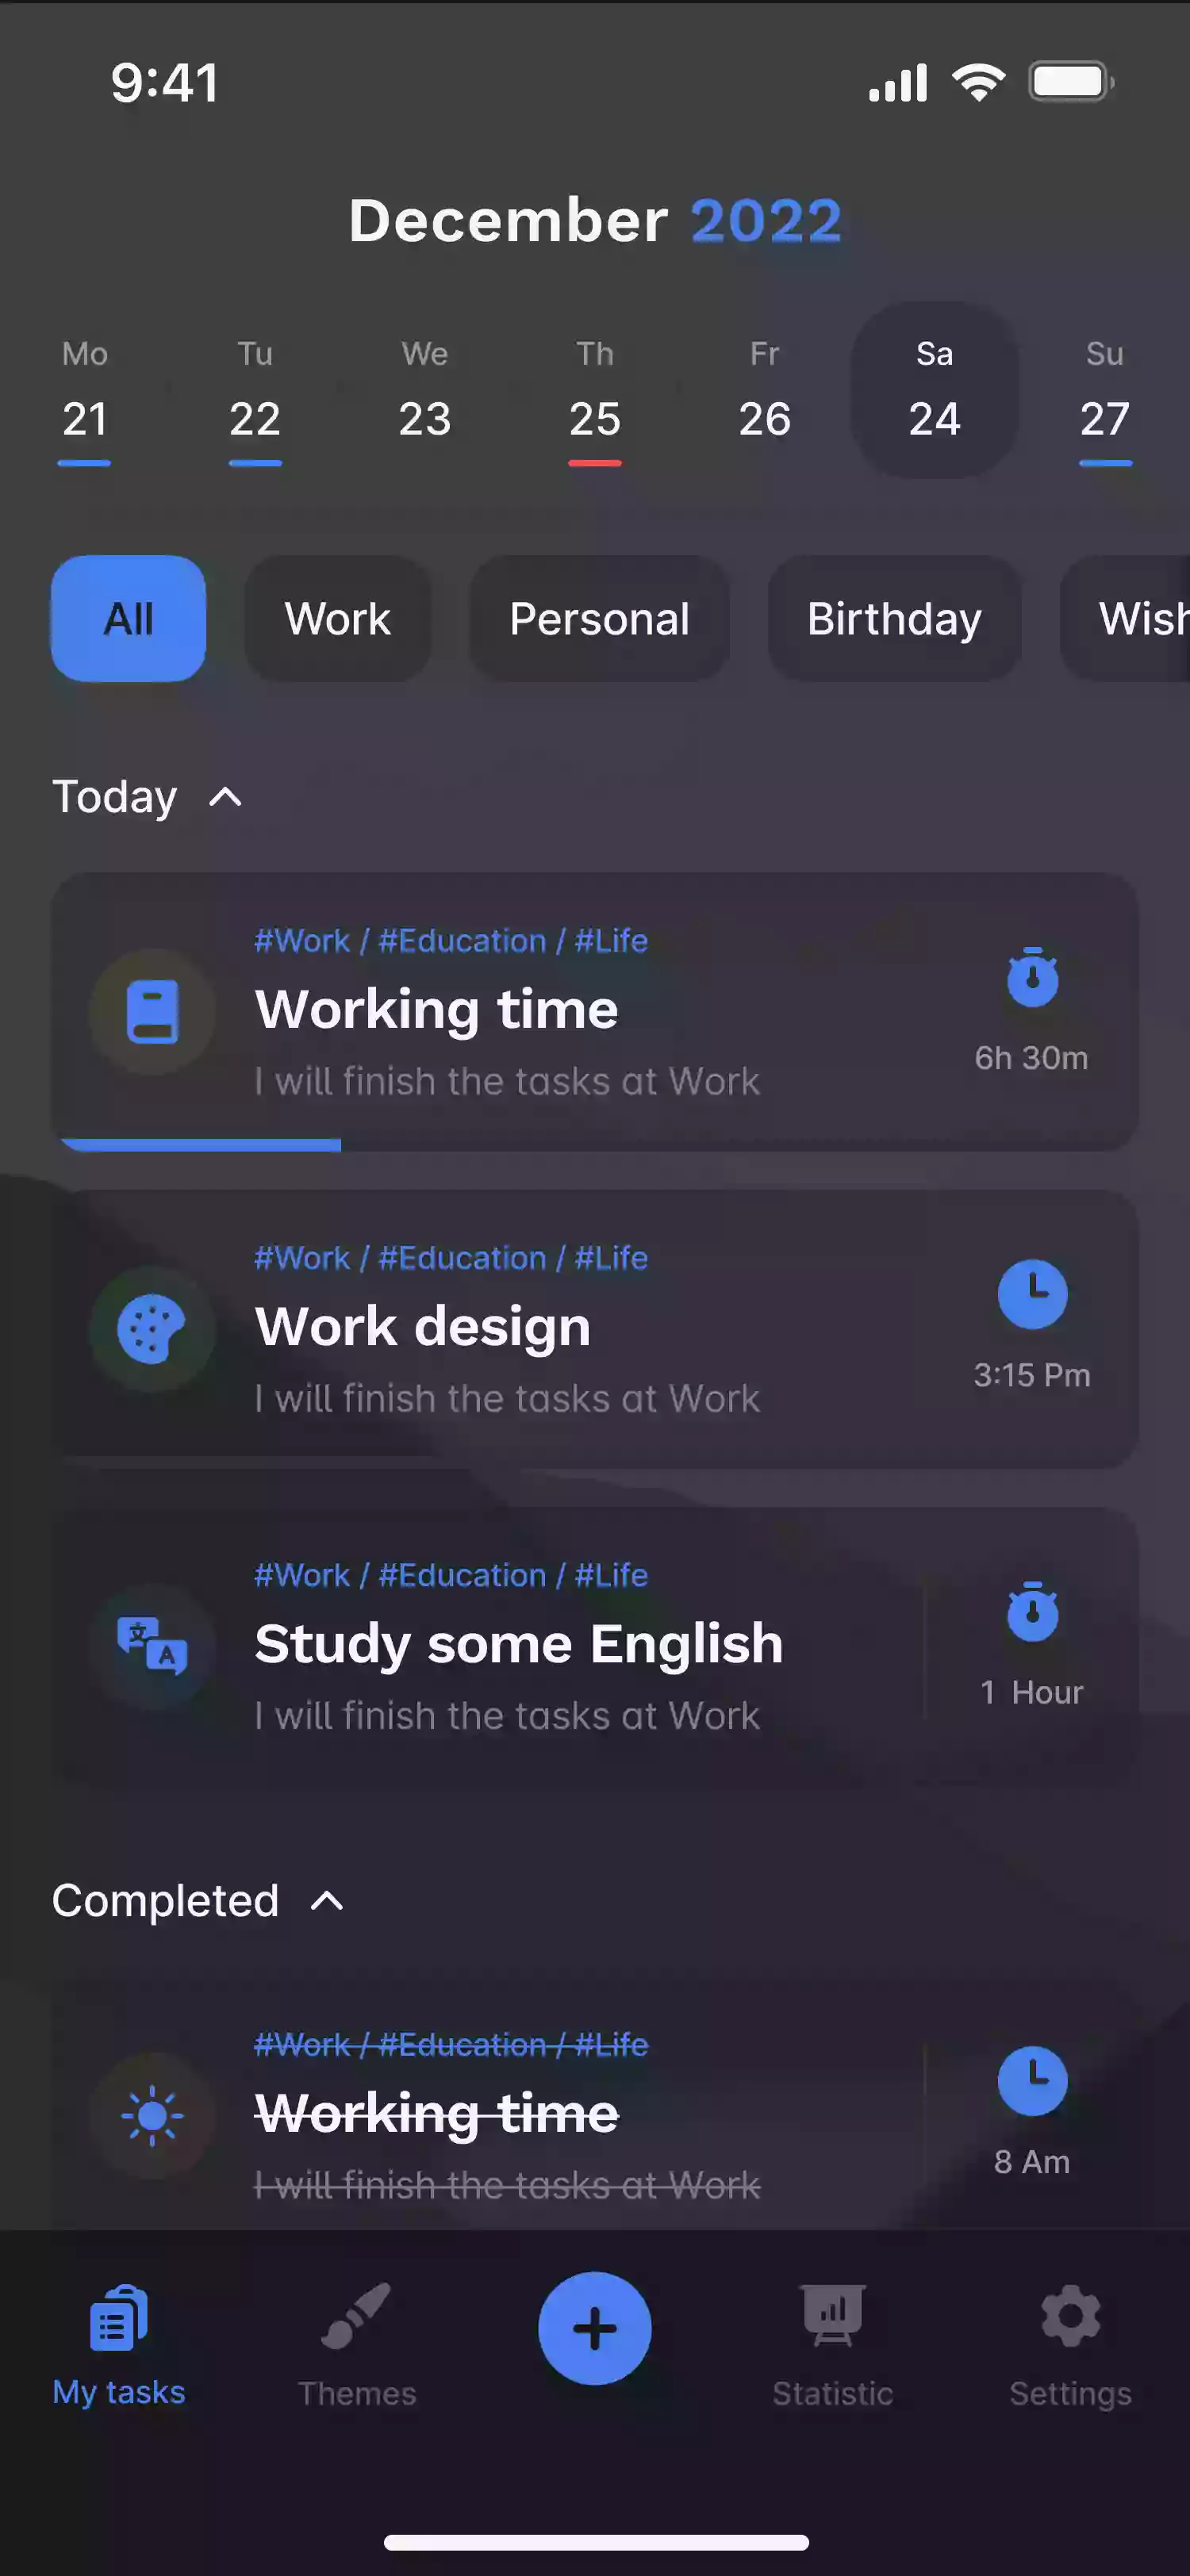 9:41
December 2022
Mo Tu We Th Fr Sa Su
21 22 23 25 26 24 27
All Work Personal Birthday Wish
Today
#Work / #Education / #Life
Working time
I will finish the tasks at Work
6h 30m
#Work / #Education / #Life
Work design
I will finish the tasks at Work
3:15 Pm
文 A
#Work / #Education / #Life
Study some English
I will finish the tasks at Work
1 Hour
Completed
#Work / #Education / #Life
Working time
I will finish the tasks at Work
8 Am
My tasks Themes Statistic Settings